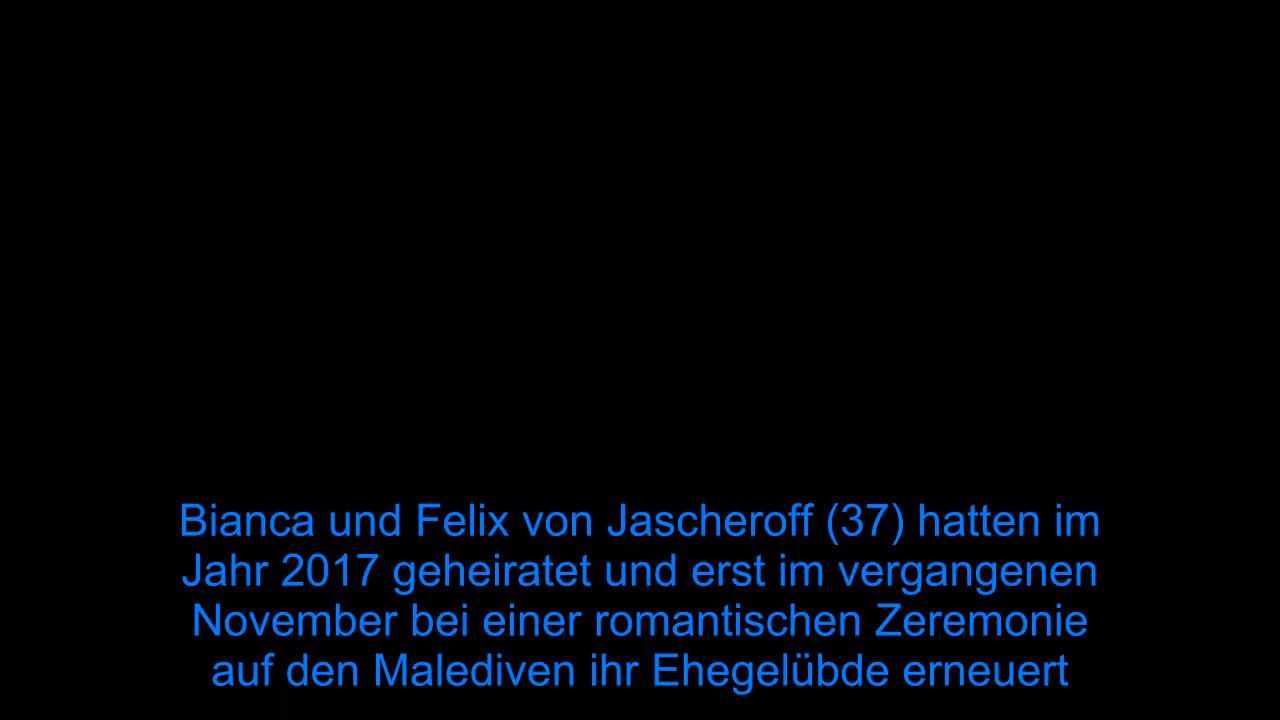 Bianca und Felix von Jascheroff (37) hatten im
Jahr 2017 geheiratet und erst im vergangenen
November bei einer romantischen Zeremonie
auf den Malediven ihr Ehegelübde erneuert